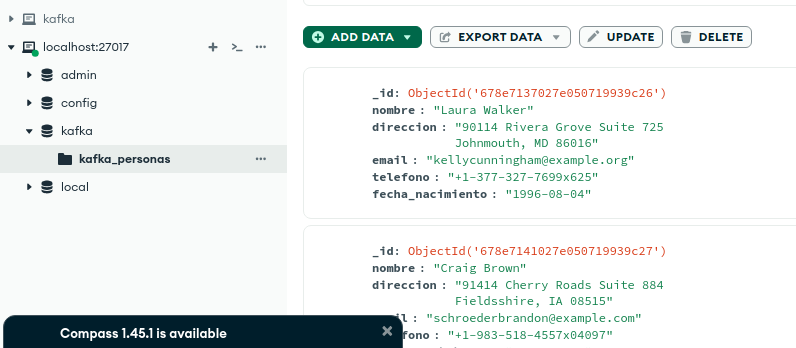 kafka
localhost:27017
admin
config
kafka
kafka_personas
local
ADD DATA
EXPORT DATA
UPDATE
DELETE
_id: ObjectId('678e7137027e050719939c26')
nombre : "Laura Walker"
direccion : "90114 Rivera Grove Suite 725
Johnmouth, MD 86016"
email : "kellycunningham@example.org"
telefono : "+1-377-327-7699x625"
fecha_nacimiento : "1996-08-04"
_id: ObjectId('678e7141027e050719939c27')
nombre : "Craig Brown"
direccion : "91414 Cherry Roads Suite 884
Fieldsshire, IA 08515"
il : "schroederbrandon@example.com"
fono : "+1-983-518-4557x04097"
Compass 1.45.1 is available